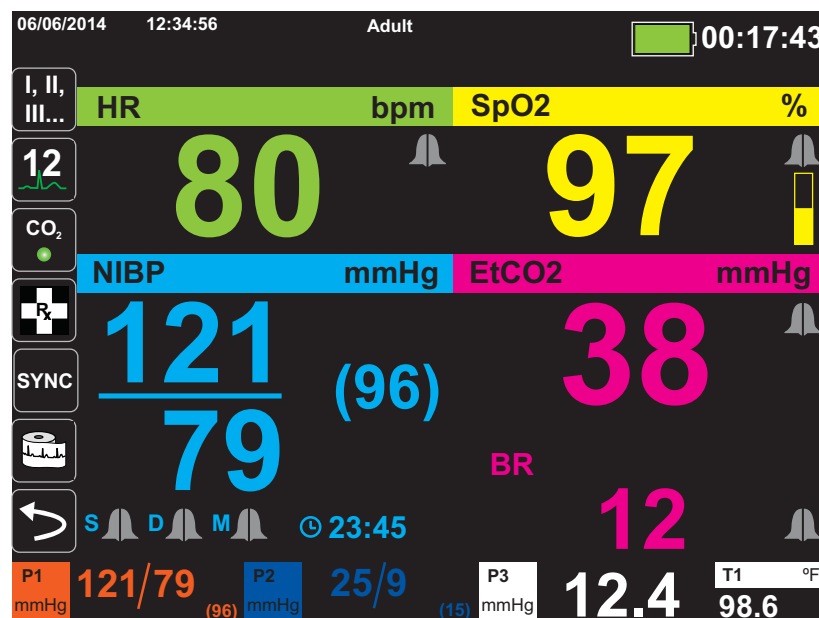 06/06/2014 12:34:56 Adult 00:17:43
I, II,
III...
HR bpm SpO2 %
12
80 97
CO₂
NIBP mmHg EtCO2 mmHg
Rx
121 38
SYNC
(96)
79
BR
12
S D M 23:45
P1 121/79 P2 25/9 P3 12.4 T1 ºF
mmHg (96) mmHg (15) mmHg 98.6